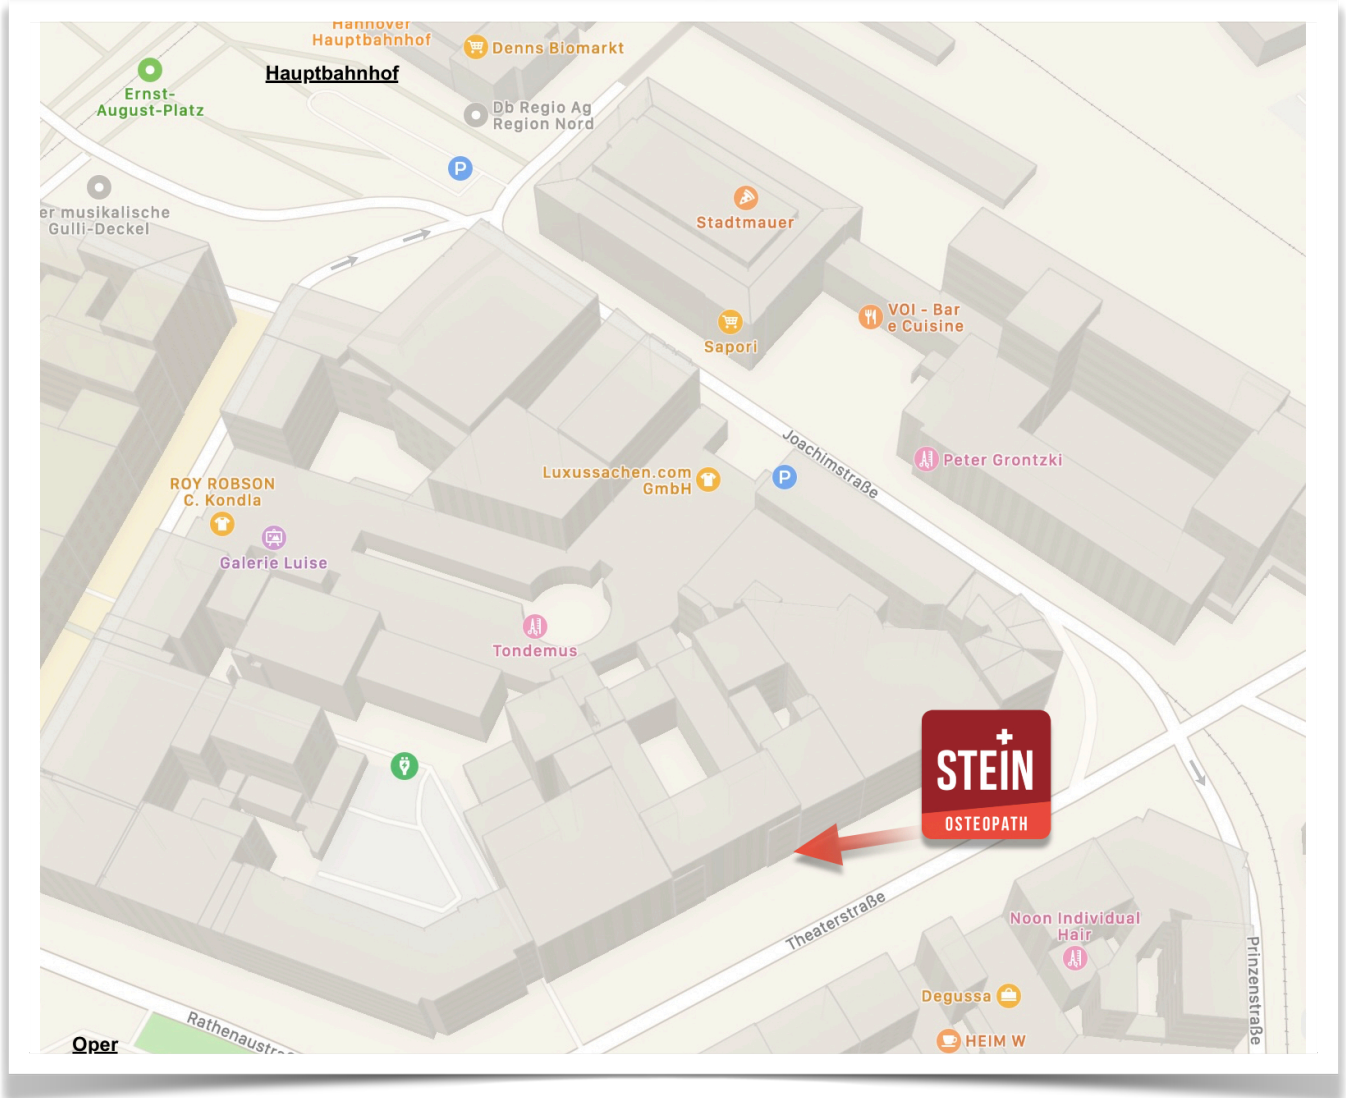 Hannover
Hauptbahnhof
Denns Biomarkt
Hauptbahnhof
Ernst-
August-Platz
Db Regio Ag
Region Nord
P
er musikalische
Gulli-Deckel
Stadtmauer
VOI - Bar
e Cuisine
Sapori
Joachimstraße
Peter Grontzki
Luxussachen.com
GmbH
P
ROY ROBSON
C. Kondla
Galerie Luise
Tondemus
STEIN
OSTEOPATH
Theaterstraße
Noon Individual
Hair
Prinzenstraße
Degussa
HEIM W
Rathenaustra
Oper